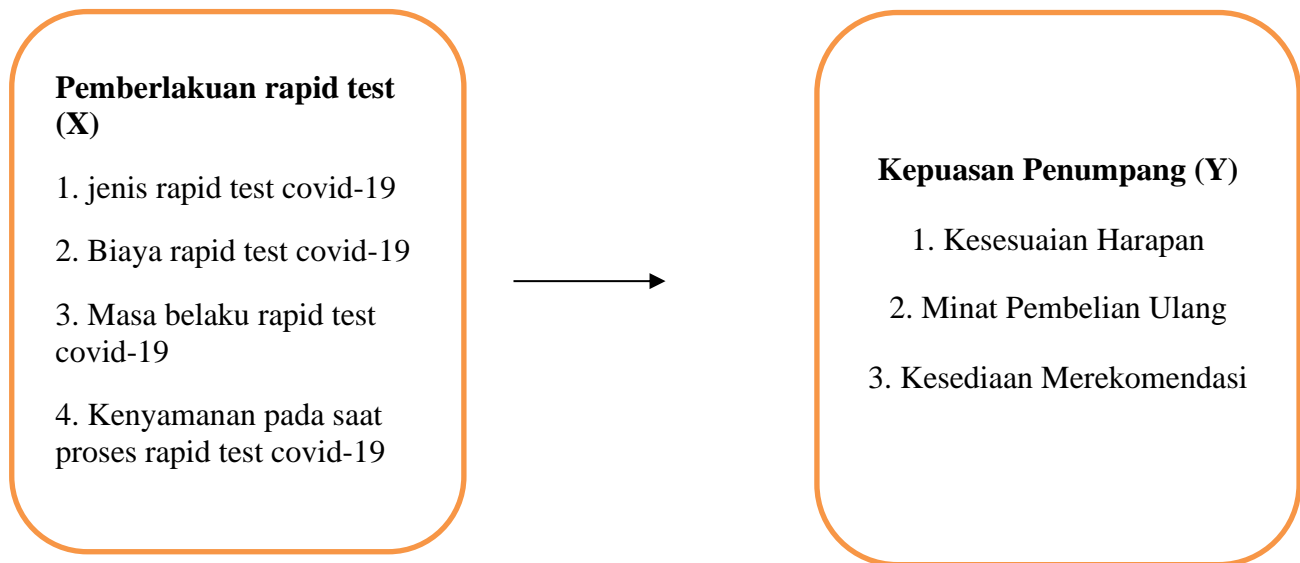 Pemberlakuan rapid test
(X)
1. jenis rapid test covid-19
2. Biaya rapid test covid-19
3. Masa belaku rapid test
covid-19
4. Kenyamanan pada saat
proses rapid test covid-19
Kepuasan Penumpang (Y)
1. Kesesuaian Harapan
2. Minat Pembelian Ulang
3. Kesediaan Merekomendasi